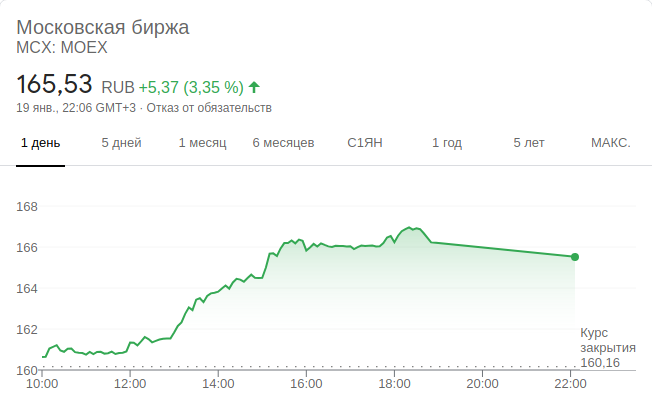 Московская биржа
MCX: MOEX
165,53 RUB +5,37 (3,35 %)
19 янв., 22:06 GMT+3 · Отказ от обязательств
1 день 5 дней 1 месяц 6 месяцев С1ЯН 1 год 5 лет МАКС.
168
166
164
162
160
Курс
закрытия
160,16
10:00 12:00 14:00 16:00 18:00 20:00 22:00